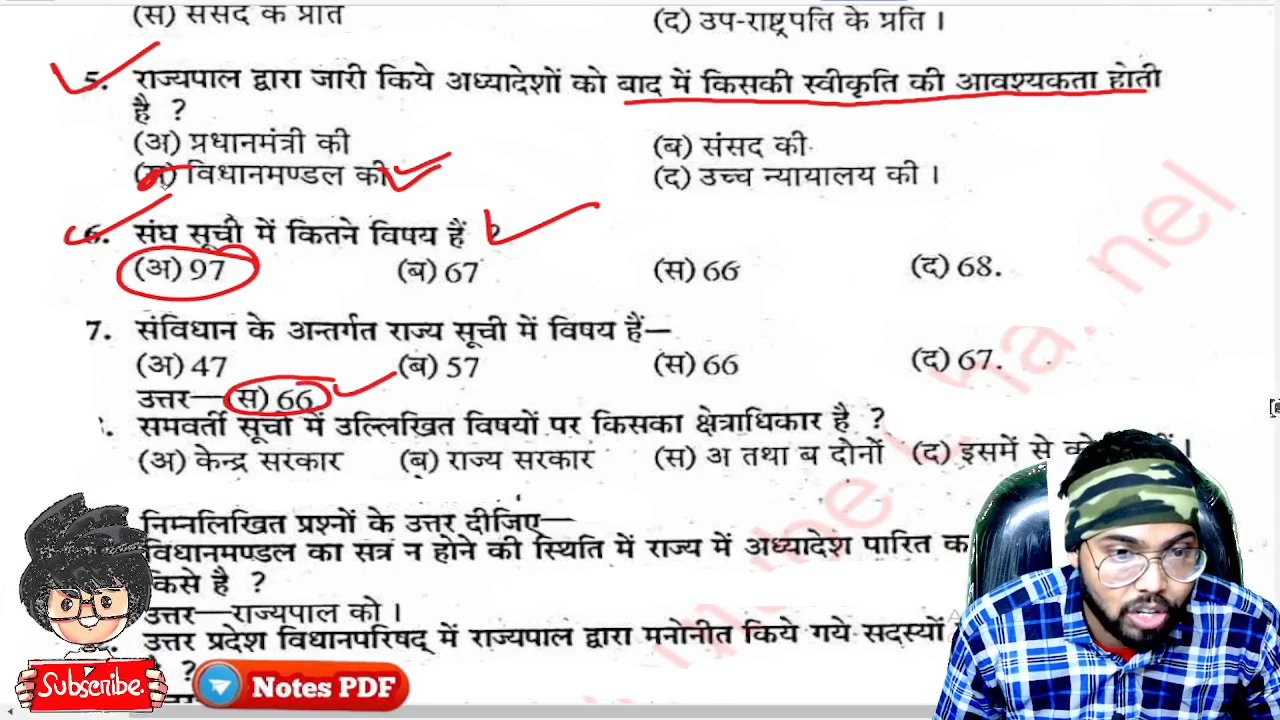 (स) संसद के प्रति (द) उप-राष्ट्रपति के प्रति ।
5. राज्यपाल द्वारा जारी किये अध्यादेशों को बाद में किसकी स्वीकृति की आवश्यकता होती
है ?
(अ) प्रधानमंत्री की (ब) संसद की
(स) विधानमण्डल की (द) उच्च न्यायालय की ।
6. संघ सूची में कितने विषय हैं ?
(अ) 97 (ब) 67 (स) 66 (द) 68.
7. संविधान के अन्तर्गत राज्य सूची में विषय हैं—
(अ) 47 (ब) 57 (स) 66 (द) 67.
उत्तर—(स) 66
समवर्ती सूची में उल्लिखित विषयों पर किसका क्षेत्राधिकार है ?
(अ) केन्द्र सरकार (ब) राज्य सरकार (स) अ तथा ब दोनों (द) इसमें से
निम्नलिखित प्रश्नों के उत्तर दीजिए—
विधानमण्डल का सत्र न होने की स्थिति में राज्य में अध्यादेश पारित
किसे है ?
उत्तर—राज्यपाल को ।
उत्तर प्रदेश विधानपरिषद् में राज्यपाल द्वारा मनोनीत किये गये सदस्यों
?
Subscribe.
Notes PDF